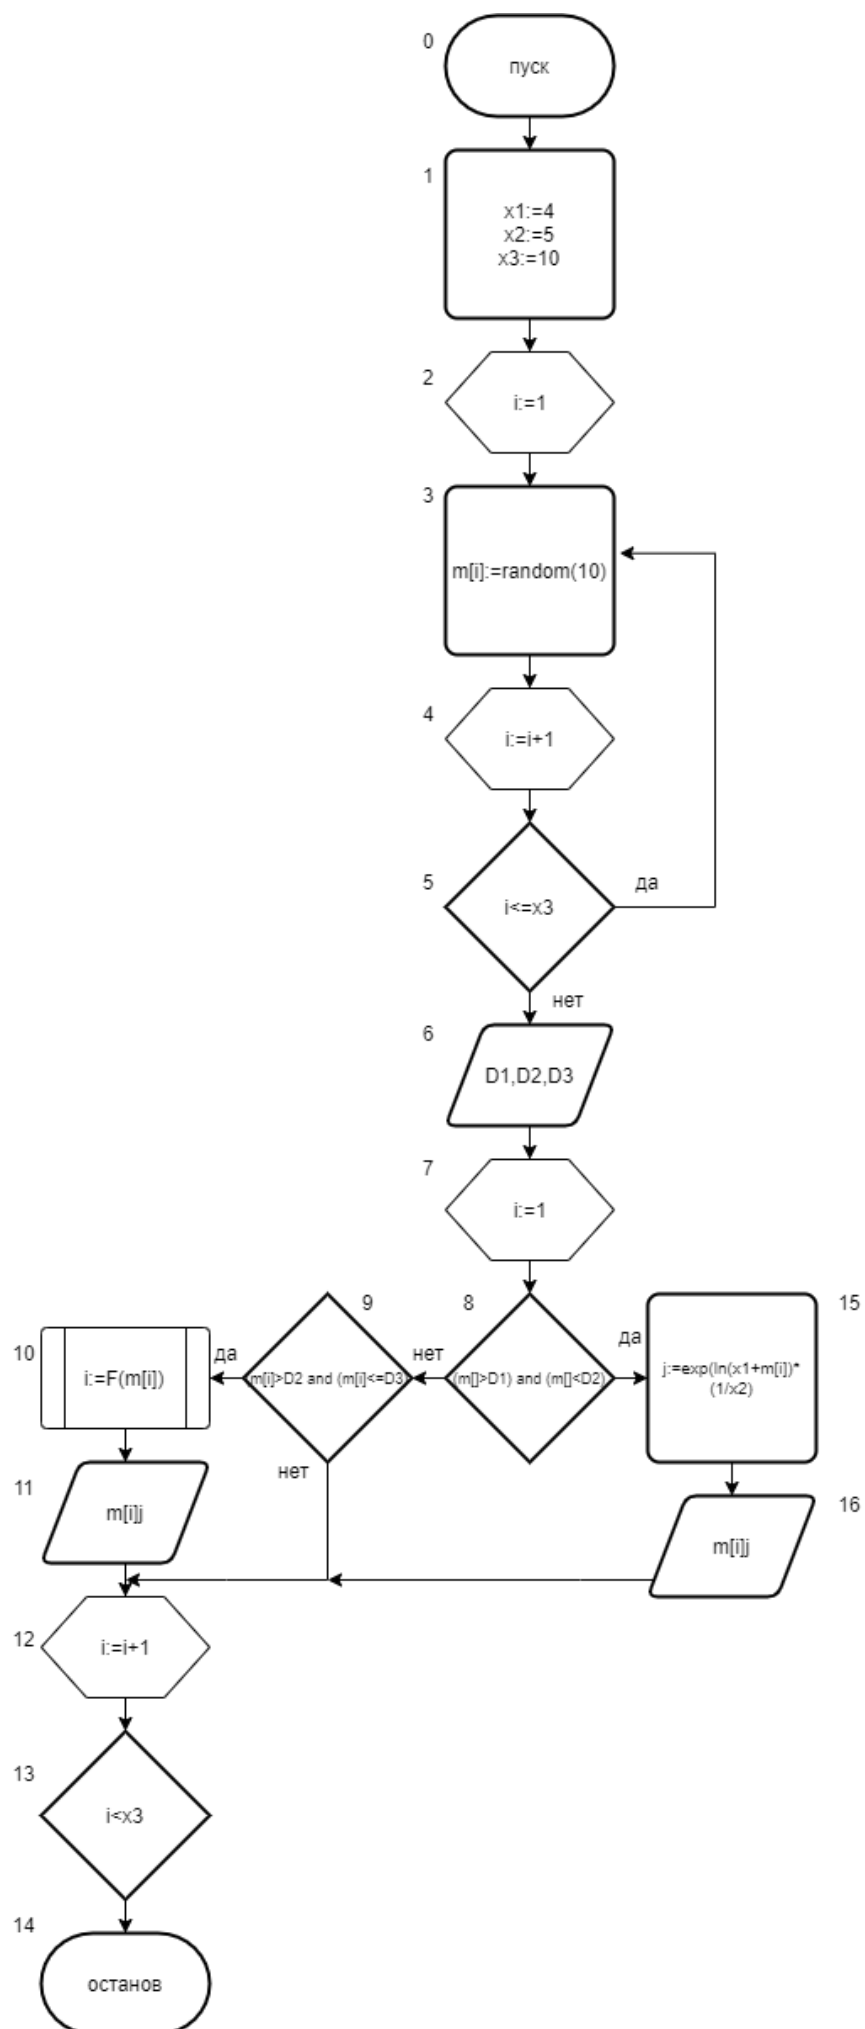 0
пуск
1
x1:=4
x2:=5
x3:=10
2
i:=1
3
m[i]:=random(10)
4
i:=i+1
5
i<=x3
да
нет
6
D1,D2,D3
7
i:=1
8
(m[]>D1) and (m[]<D2)
да
15
j:=exp(ln(x1+m[i])*
(1/x2)
16
m[i]j
нет
9
m[i]>D2 and (m[i]<=D3)
да
нет
10
i:=F(m[i])
11
m[i]j
12
i:=i+1
13
i<x3
14
останов